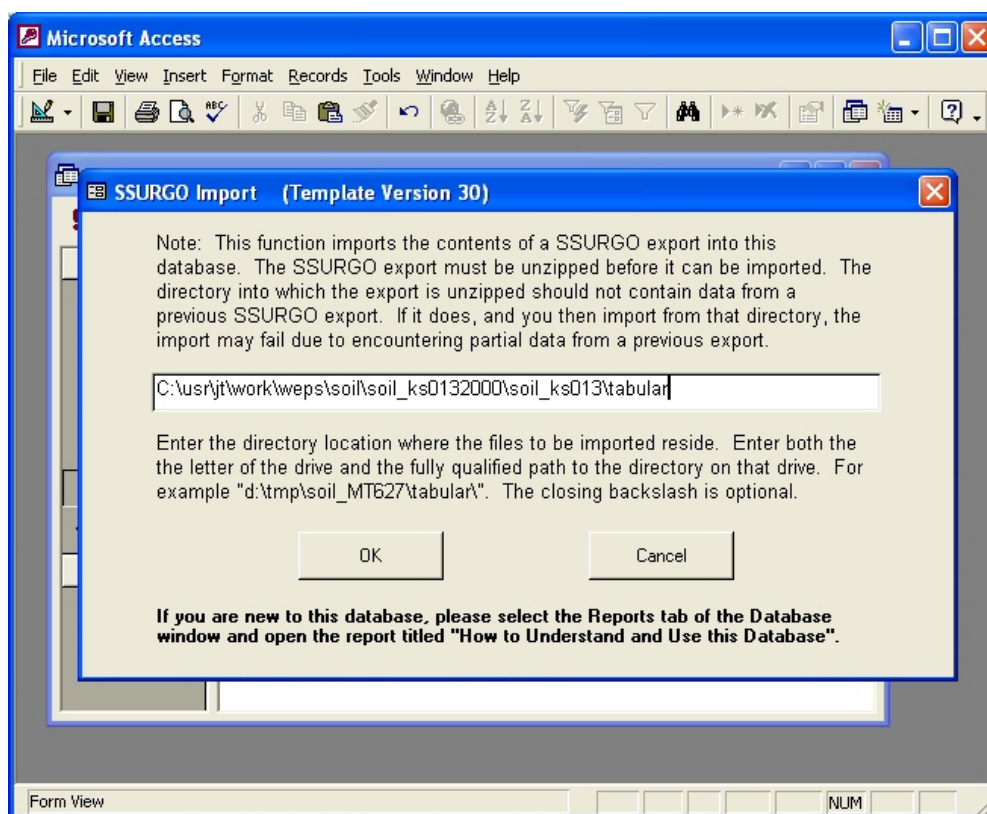 Microsoft Access
File Edit View Insert Format Records Tools Window Help
SSURGO Import (Template Version 30)
Note: This function imports the contents of a SSURGO export into this
database. The SSURGO export must be unzipped before it can be imported. The
directory into which the export is unzipped should not contain data from a
previous SSURGO export. If it does, and you then import from that directory, the
import may fail due to encountering partial data from a previous export.
C:\usr\jt\work\weps\soil\soil_ks0132000\soil_ks013\tabular
Enter the directory location where the files to be imported reside. Enter both the
the letter of the drive and the fully qualified path to the directory on that drive. For
example "d:\tmp\soil_MT627\tabular\". The closing backslash is optional.
OK Cancel
If you are new to this database, please select the Reports tab of the Database
window and open the report titled "How to Understand and Use this Database".
Form View NUM